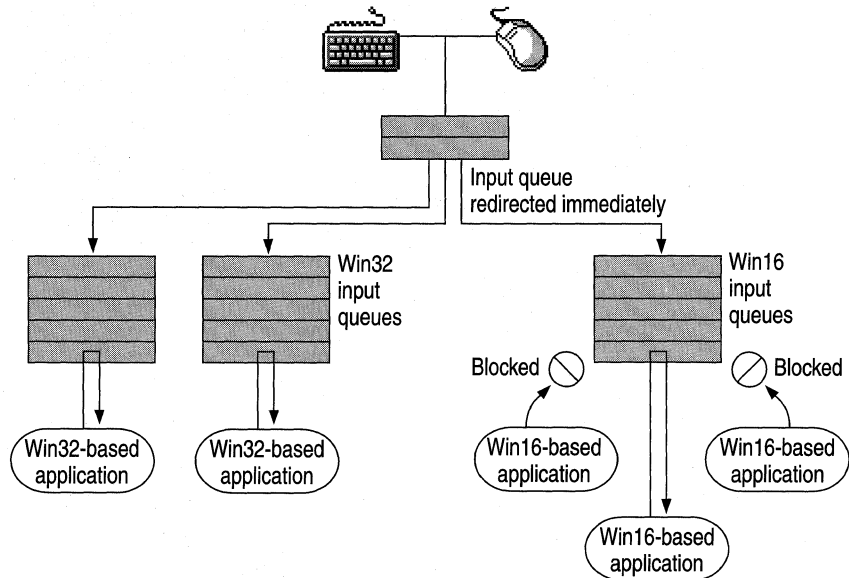 Input queue
redirected immediately
Win32
input
queues
Win16
input
queues
Blocked
Blocked
Win32-based
application
Win32-based
application
Win16-based
application
Win16-based
application
Win16-based
application